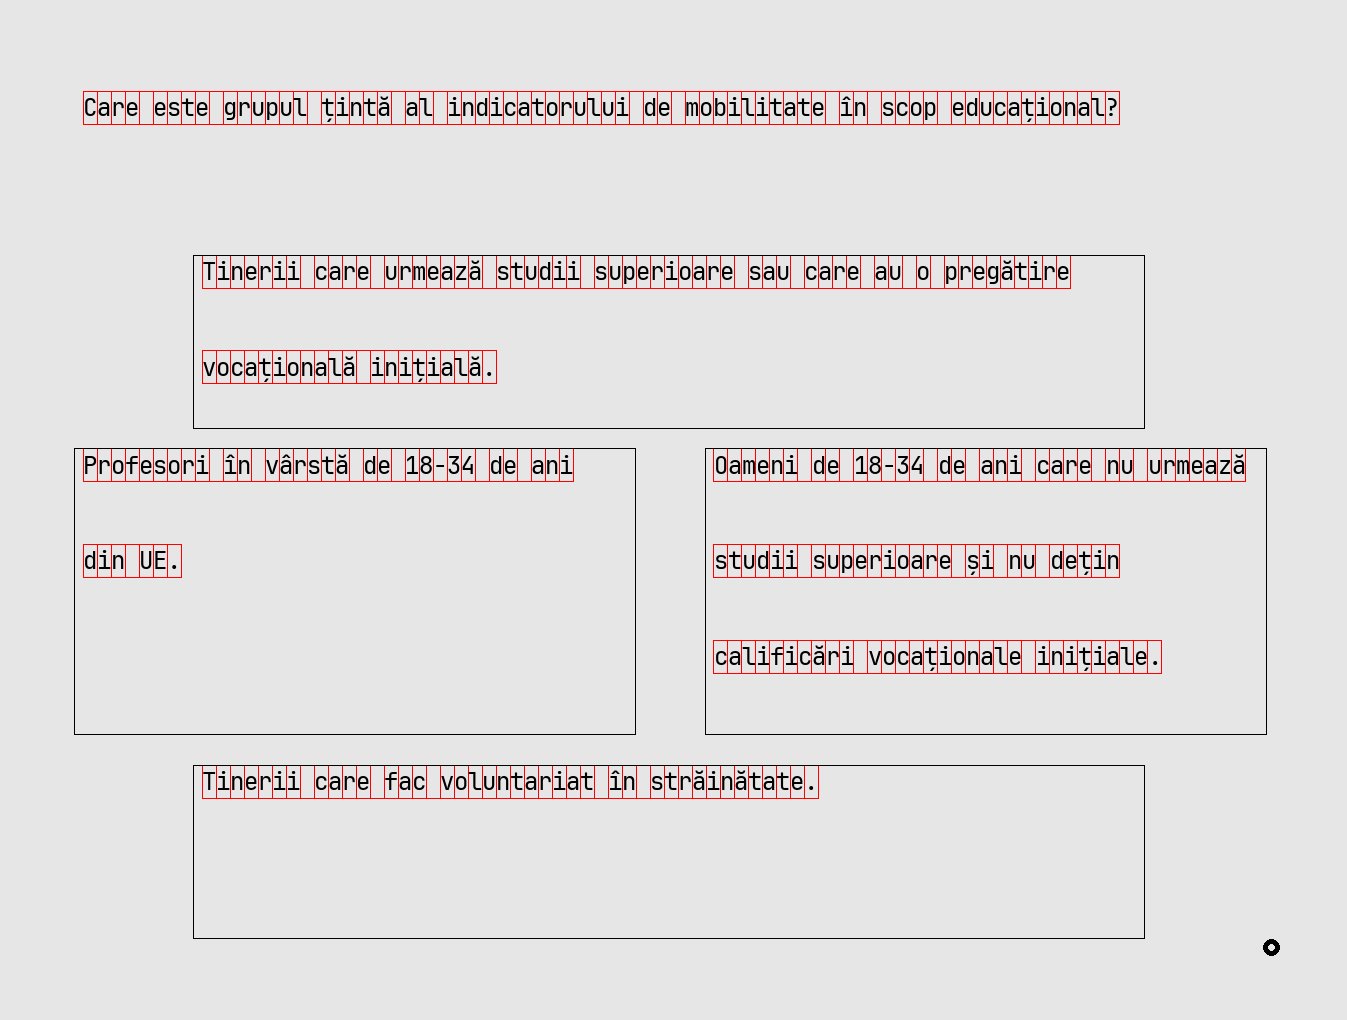 Care este grupul țintă al indicatorului de mobilitate în scop educațional?
Tinerii care urmează studii superioare sau care au o pregătire
vocațională inițială.
Profesori în vârstă de 18-34 de ani
din UE.
Oameni de 18-34 de ani care nu urmează
studii superioare și nu dețin
calificări vocaționale inițiale.
Tinerii care fac voluntariat în străinătate.